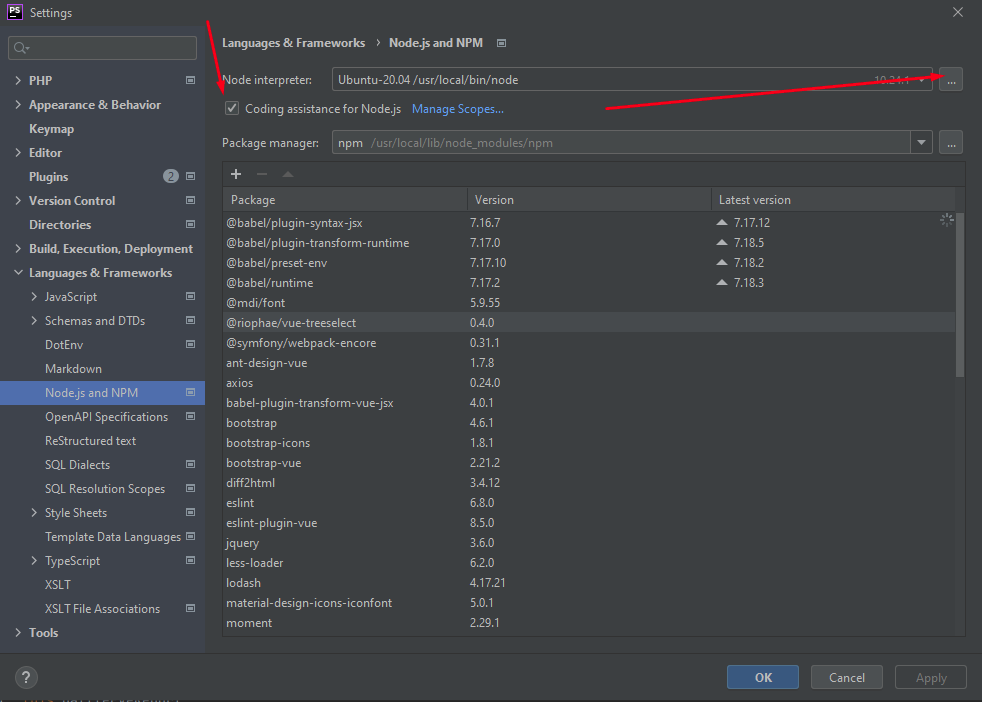 PS Settings
Languages & Frameworks › Node.js and NPM
PHP
Appearance & Behavior
Keymap
Editor
Plugins 2
Version Control
Directories
Build, Execution, Deployment
Languages & Frameworks
JavaScript
Schemas and DTDs
DotEnv
Markdown
Node.js and NPM
OpenAPI Specifications
ReStructured text
SQL Dialects
SQL Resolution Scopes
Style Sheets
Template Data Languages
TypeScript
XSLT
XSLT File Associations
Tools
Node interpreter: Ubuntu-20.04 /usr/local/bin/node 10.24.1 ...
Coding assistance for Node.js Manage Scopes...
Package manager: npm /usr/local/lib/node_modules/npm ...
Package Version Latest version
@babel/plugin-syntax-jsx 7.16.7 7.17.12
@babel/plugin-transform-runtime 7.17.0 7.18.5
@babel/preset-env 7.17.10 7.18.2
@babel/runtime 7.17.2 7.18.3
@mdi/font 5.9.55
@riophae/vue-treeselect 0.4.0
@symfony/webpack-encore 0.31.1
ant-design-vue 1.7.8
axios 0.24.0
babel-plugin-transform-vue-jsx 4.0.1
bootstrap 4.6.1
bootstrap-icons 1.8.1
bootstrap-vue 2.21.2
diff2html 3.4.12
eslint 6.8.0
eslint-plugin-vue 8.5.0
jquery 3.6.0
less-loader 6.2.0
lodash 4.17.21
material-design-icons-iconfont 5.0.1
moment 2.29.1
? OK Cancel Apply